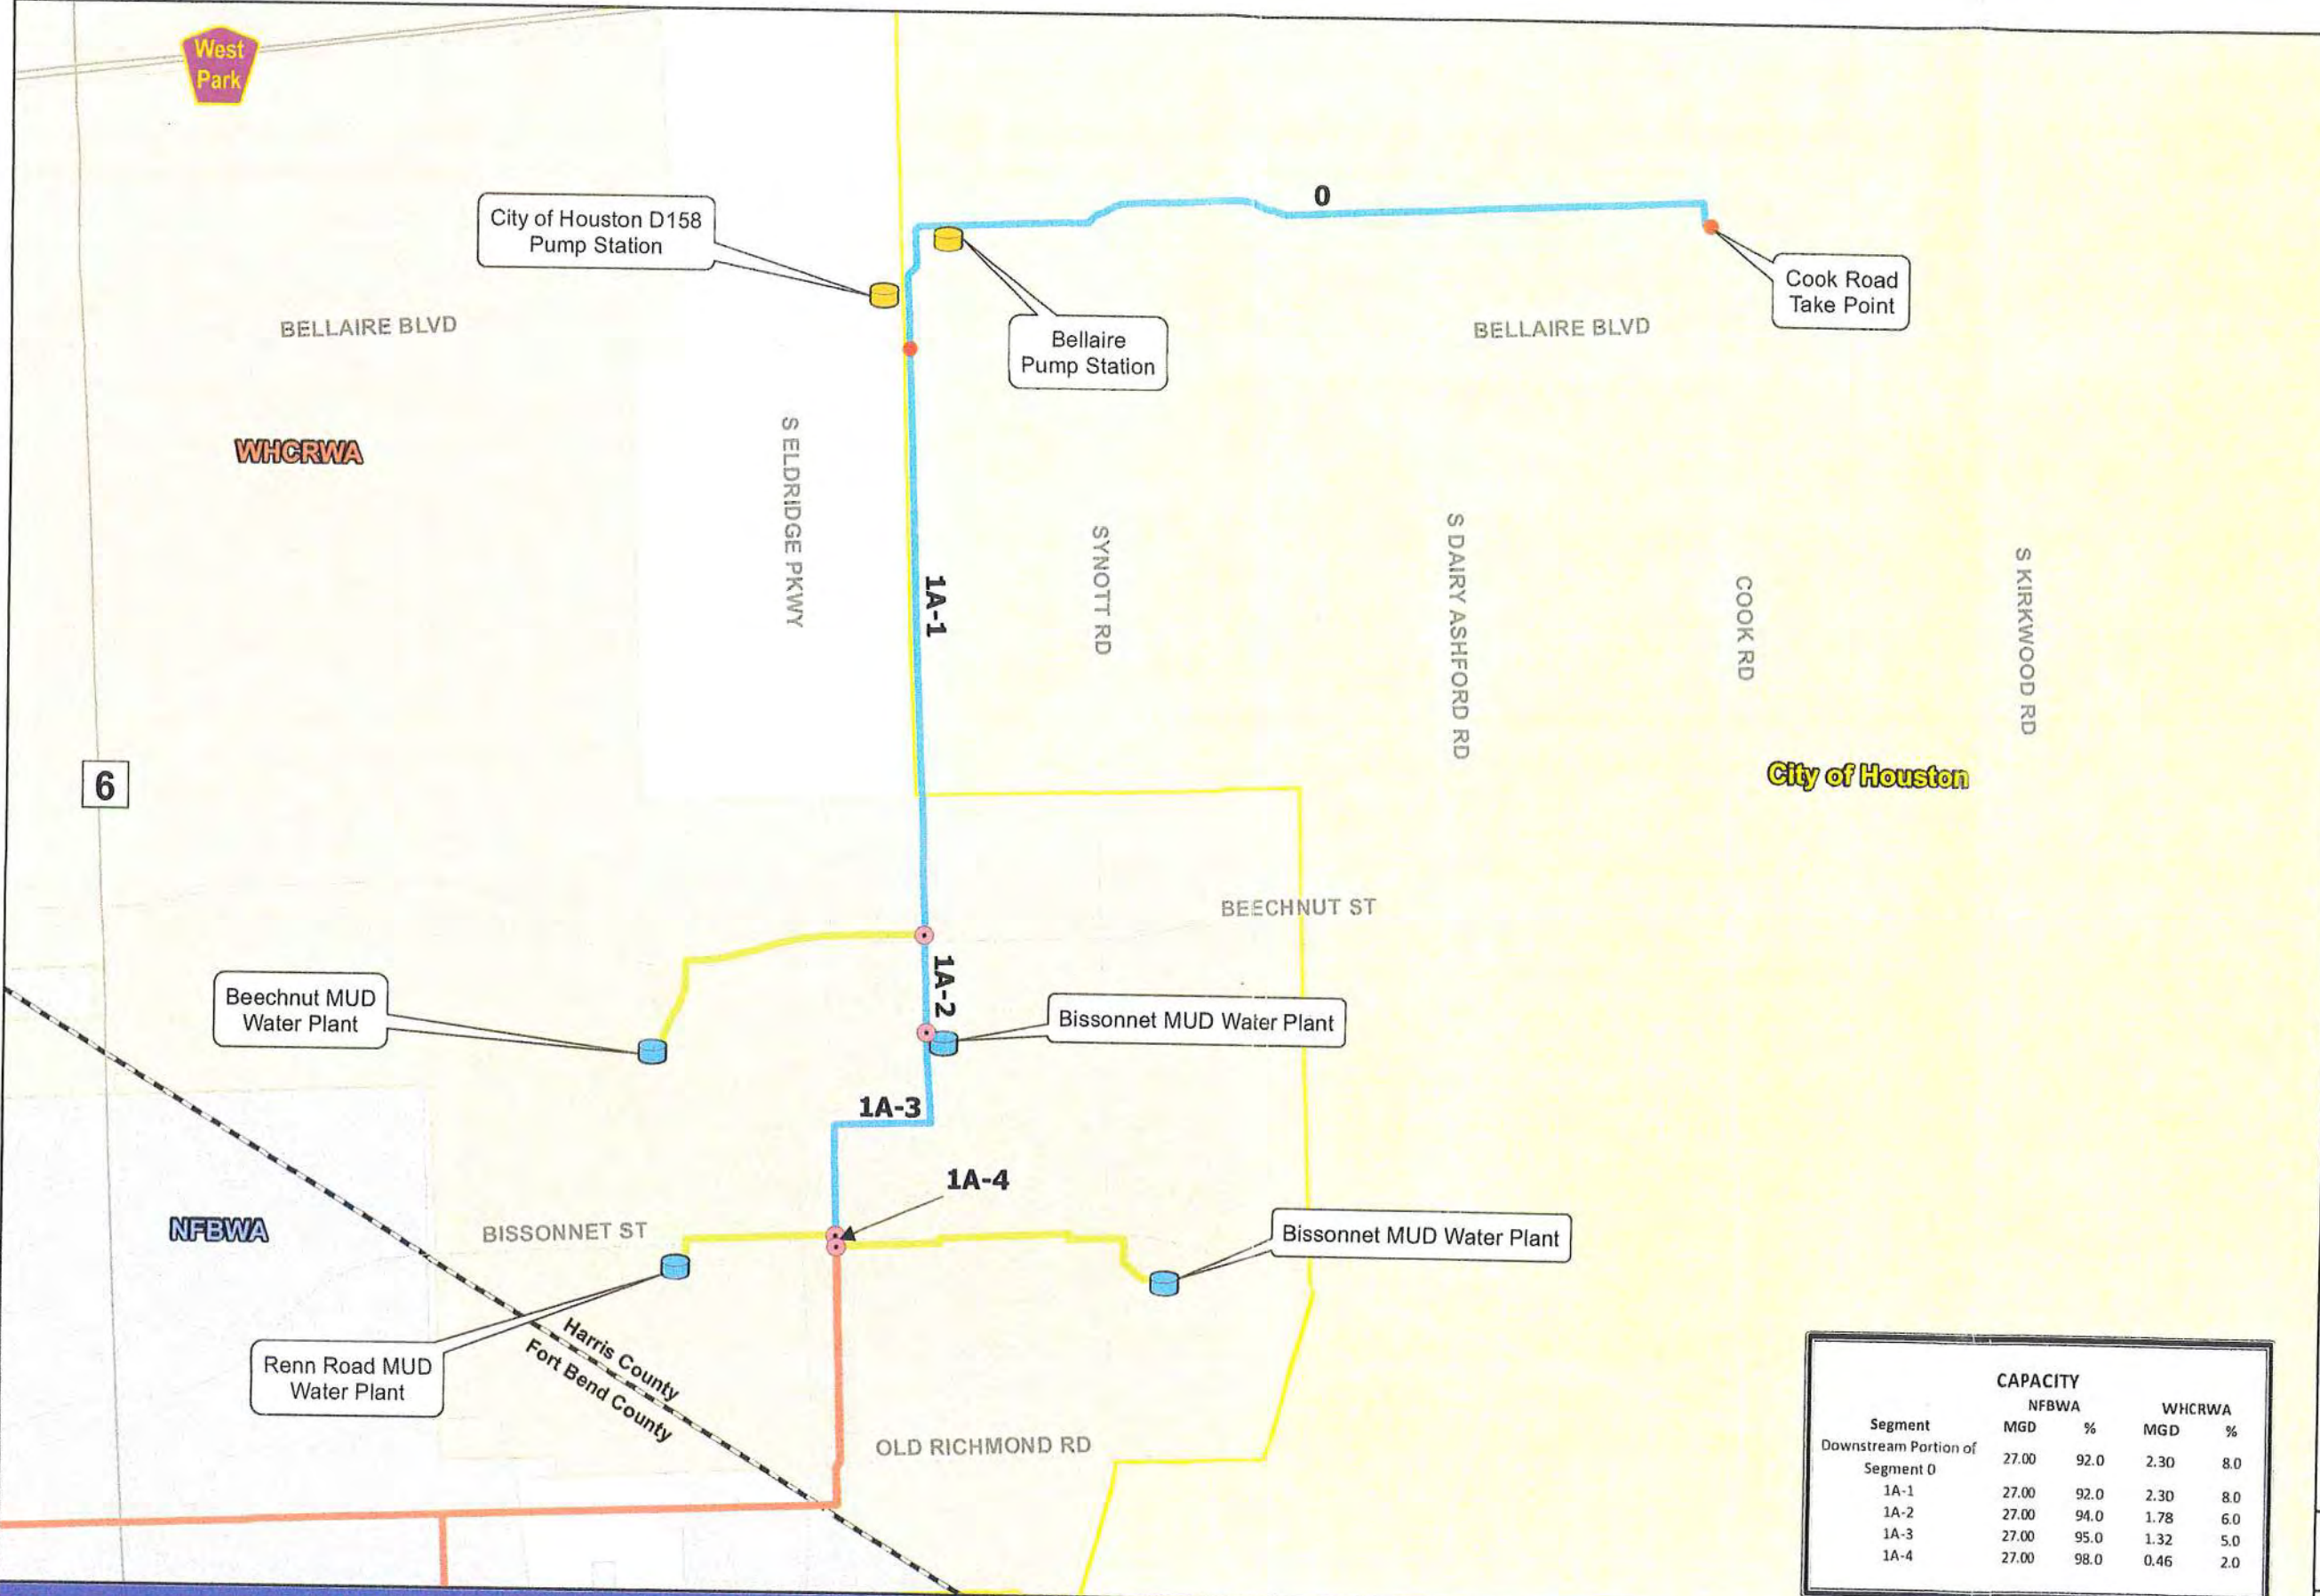 West
Park
0
City of Houston D158
Pump Station
Cook Road
Take Point
BELLAIRE BLVD
Bellaire
Pump Station
BELLAIRE BLVD
WHCRWA
S ELDRIDGE PKWY
1A-1
SYNOTT RD
S DAIRY ASHFORD RD
COOK RD
S KIRKWOOD RD
6
City of Houston
BEECHNUT ST
1A-2
Beechnut MUD
Water Plant
Bissonnet MUD Water Plant
1A-3
1A-4
NFBWA
BISSONNET ST
Bissonnet MUD Water Plant
Harris County
Fort Bend County
Renn Road MUD
Water Plant
OLD RICHMOND RD
CAPACITY
NFBWA WHCRWA
Segment MGD % MGD %
Downstream Portion of
Segment 0 27.00 92.0 2.30 8.0
1A-1 27.00 92.0 2.30 8.0
1A-2 27.00 94.0 1.78 6.0
1A-3 27.00 95.0 1.32 5.0
1A-4 27.00 98.0 0.46 2.0